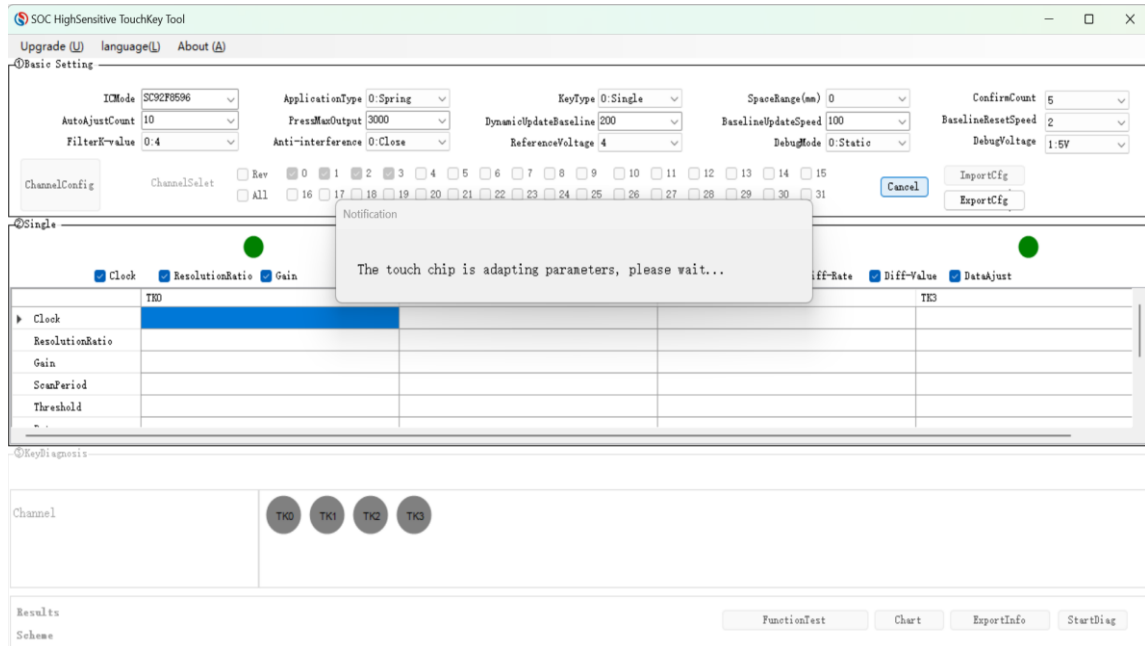 SOC HighSensitive TouchKey Tool
Upgrade (U) language(L) About (A)
①Basic Setting
ICMode SC92F8596 ApplicationType 0:Spring KeyType 0:Single SpaceRange(mm) 0 ConfirmCount 5
AutoAjustCount 10 PressMaxOutput 3000 DynamicUpdateBaseline 200 BaselineUpdateSpeed 100 BaselineResetSpeed 2
FilterK-value 0:4 Anti-interference 0:Close ReferenceVoltage 4 DebugMode 0:Static DebugVoltage 1:5V
ChannelConfig ChannelSelet Rev 0 1 2 3 4 5 6 7 8 9 10 11 12 13 14 15 Cancel ImportCfg
All 16 17 18 19 20 21 22 23 24 25 26 27 28 29 30 31 ExportCfg
Notification
The touch chip is adapting parameters, please wait...
②Single
Clock ResolutionRatio Gain iff-Rate Diff-Value DataAjust
TK0 TK3
Clock
ResolutionRatio
Gain
ScanPeriod
Threshold
①KeyDiagnosis
Channel TK0 TK1 TK2 TK3
Results
Scheme
FunctionTest Chart ExportInfo StartDiag